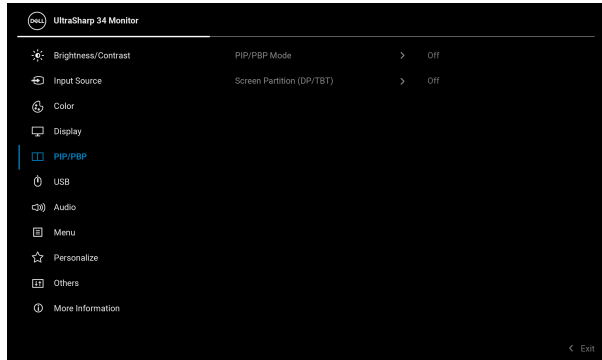 DELL UltraSharp 34 Monitor
Brightness/Contrast
Input Source
Color
Display
PIP/PBP
USB
Audio
Menu
Personalize
Others
More Information
PIP/PBP Mode > Off
Screen Partition (DP/TBT) > Off
< Exit